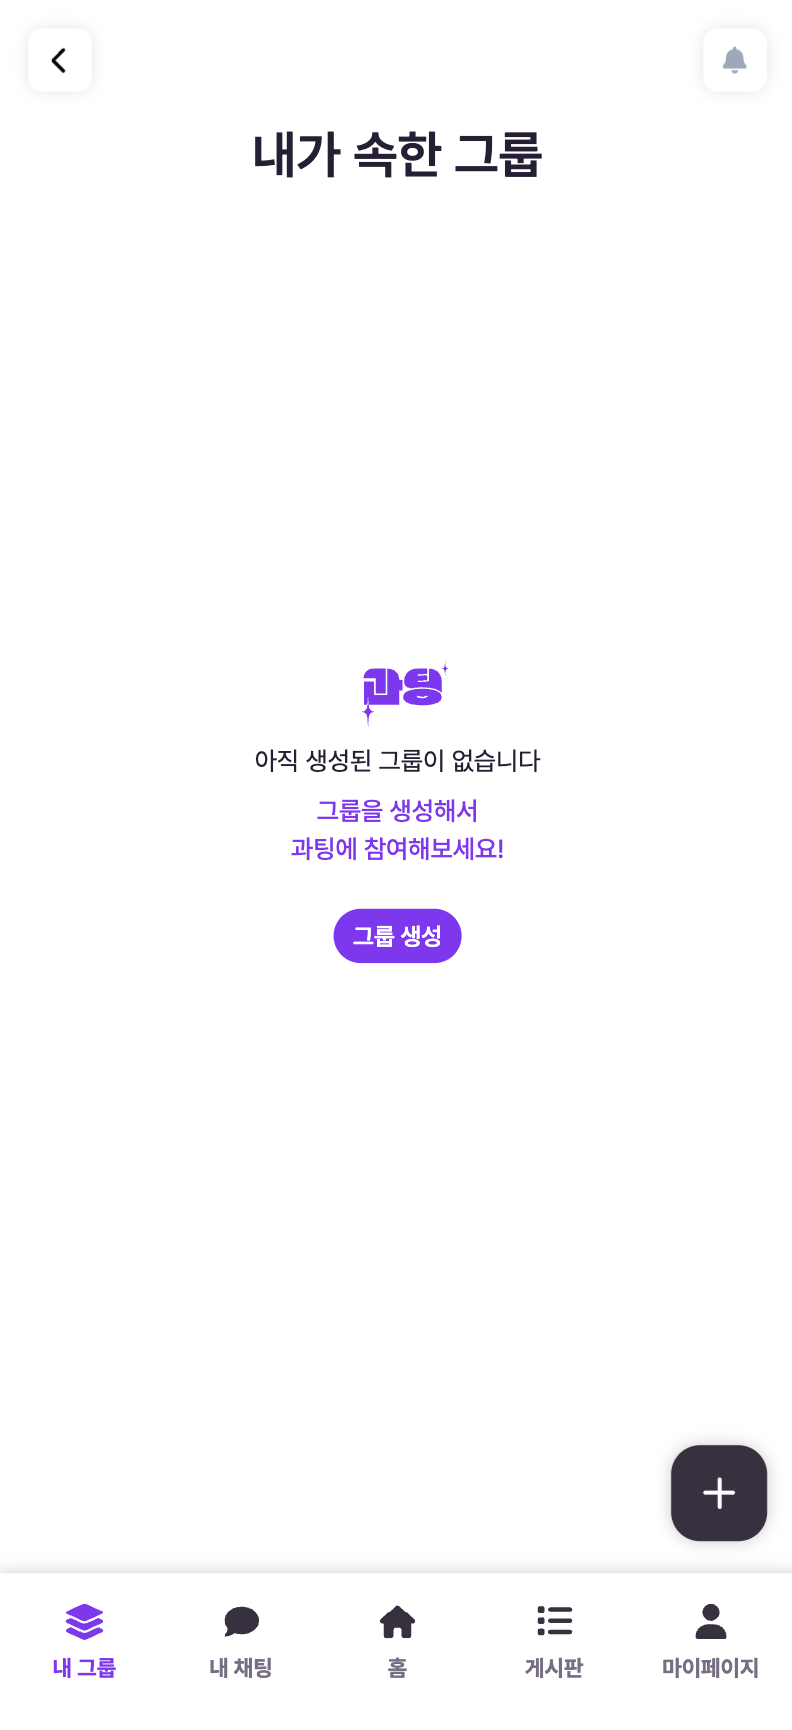 내가 속한 그룹
과팅
아직 생성된 그룹이 없습니다
그룹을 생성해서
과팅에 참여해보세요!
그룹 생성
내 그룹
내 채팅
홈
게시판
마이페이지